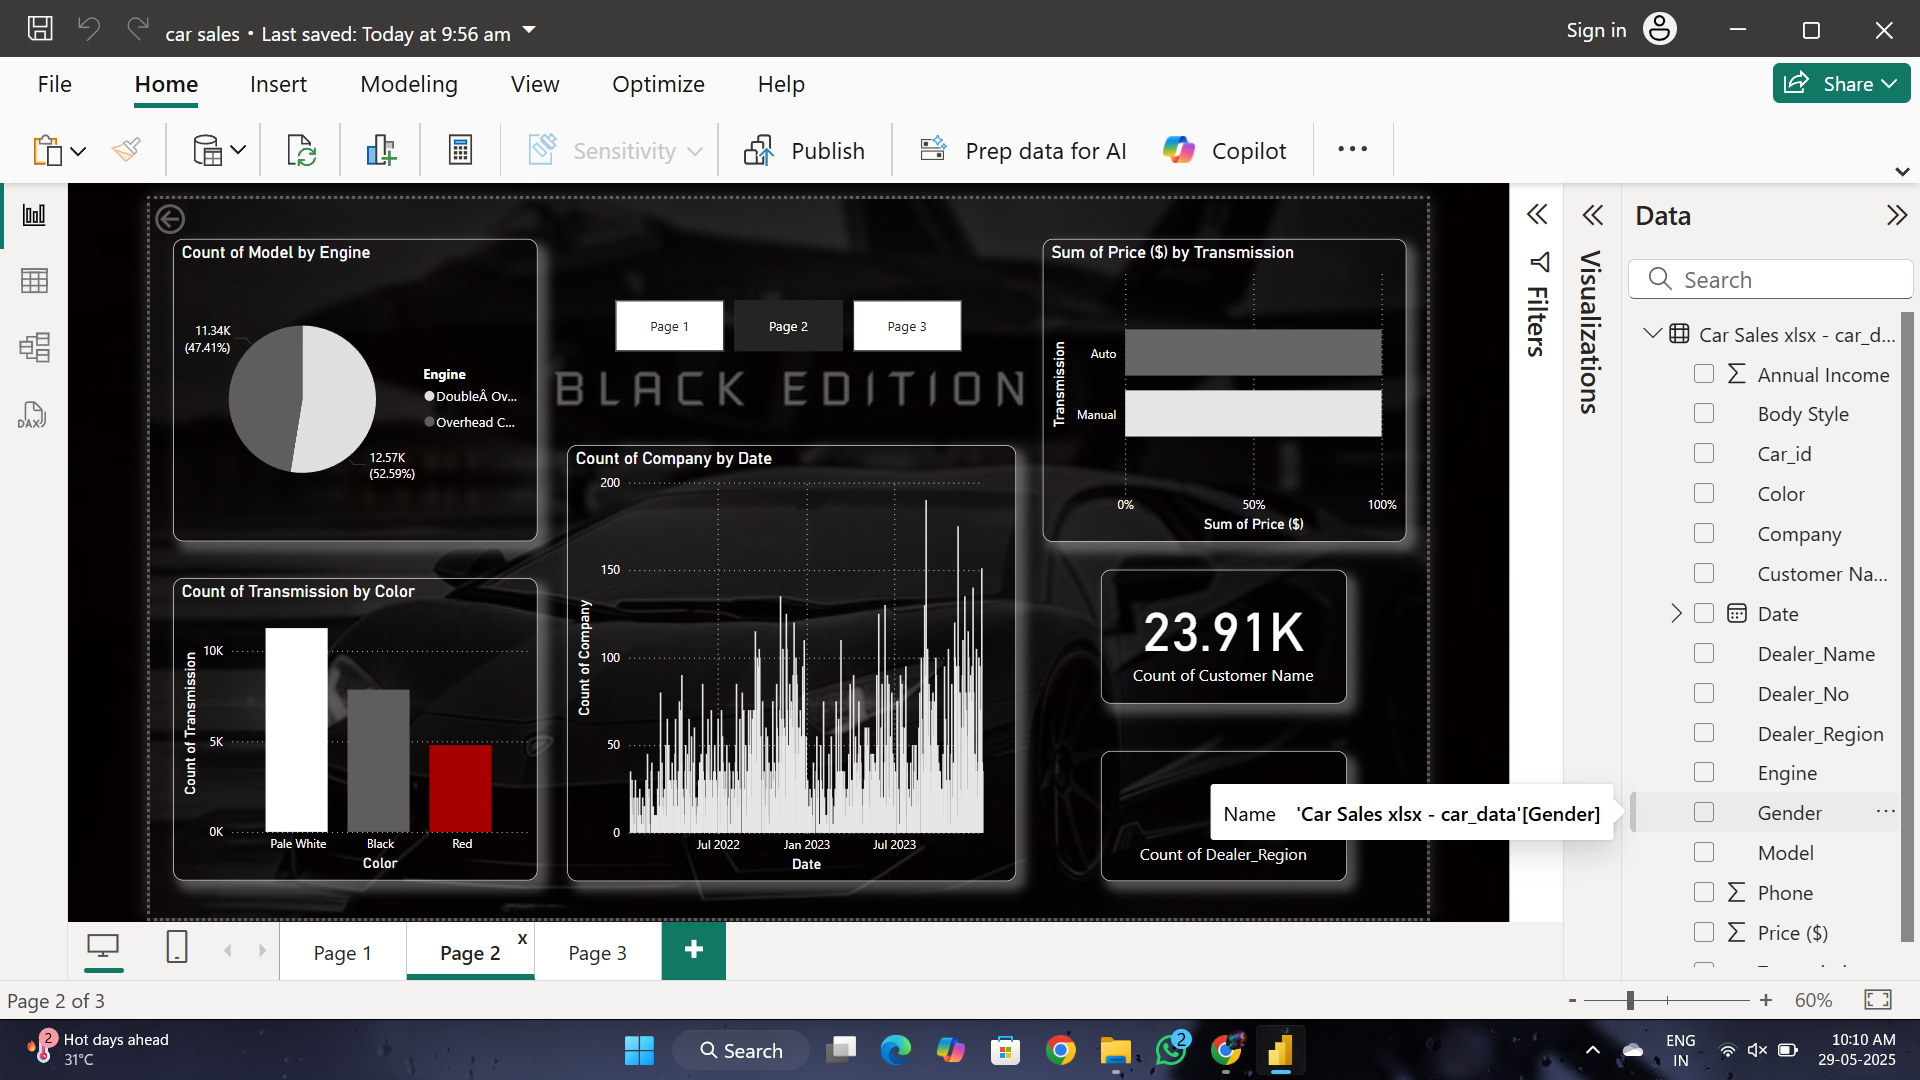 car sales • Last saved: Today at 9:56 am
Sign in
File
Home
Insert
Modeling
View
Optimize
Help
Share
Sensitivity
Publish
Prep data for AI
Copilot
Count of Model by Engine
11.34K
(47.41%)
12.57K
(52.59%)
Engine
DoubleÂ Ov...
Overhead C...
Page 1
Page 2
Page 3
BLACK EDITION
Sum of Price ($) by Transmission
Transmission
Auto
Manual
0%
50%
100%
Sum of Price ($)
Count of Transmission by Color
Count of Transmission
10K
5K
0K
Pale White
Black
Red
Color
Count of Company by Date
Count of Company
200
150
100
50
0
Jul 2022
Jan 2023
Jul 2023
Date
23.91K
Count of Customer Name
Count of Dealer_Region
Name 'Car Sales xlsx - car_data'[Gender]
Filters
Visualizations
Data
Search
Car Sales xlsx - car_d...
Annual Income
Body Style
Car_id
Color
Company
Customer Na...
Date
Dealer_Name
Dealer_No
Dealer_Region
Engine
Gender
Model
Phone
Price ($)
DAX
Page 1
Page 2
x
Page 3
+
Page 2 of 3
- + 60%
2
Hot days ahead
31°C
Search
2
ENG
IN
10:10 AM
29-05-2025